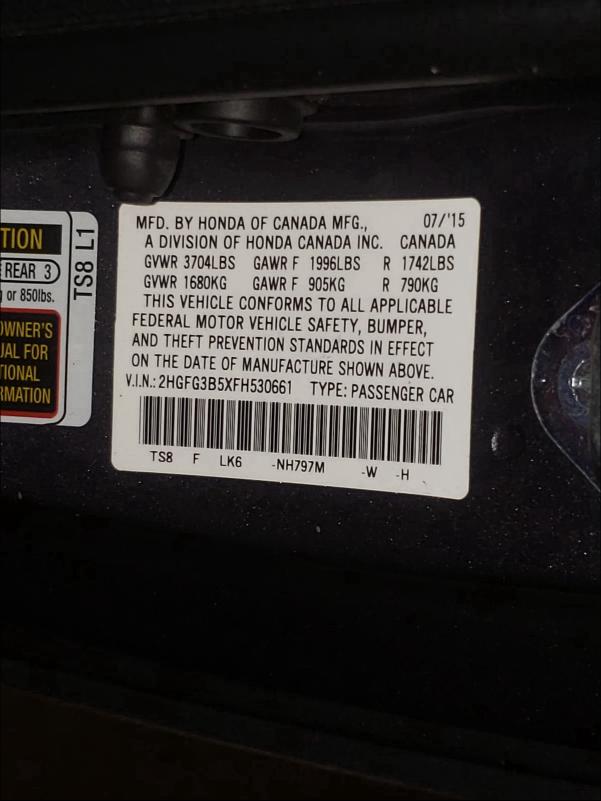 TION
REAR 3
g or 850lbs.
OWNER'S
UAL FOR
TIONAL
RMATION
TS8 L1
MFD. BY HONDA OF CANADA MFG., 07/'15
A DIVISION OF HONDA CANADA INC. CANADA
GVWR 3704LBS GAWR F 1996LBS R 1742LBS
GVWR 1680KG GAWR F 905KG R 790KG
THIS VEHICLE CONFORMS TO ALL APPLICABLE
FEDERAL MOTOR VEHICLE SAFETY, BUMPER,
AND THEFT PREVENTION STANDARDS IN EFFECT
ON THE DATE OF MANUFACTURE SHOWN ABOVE.
V.I.N.: 2HGFG3B5XFH530661 TYPE: PASSENGER CAR
TS8 F LK6 -NH797M -W -H